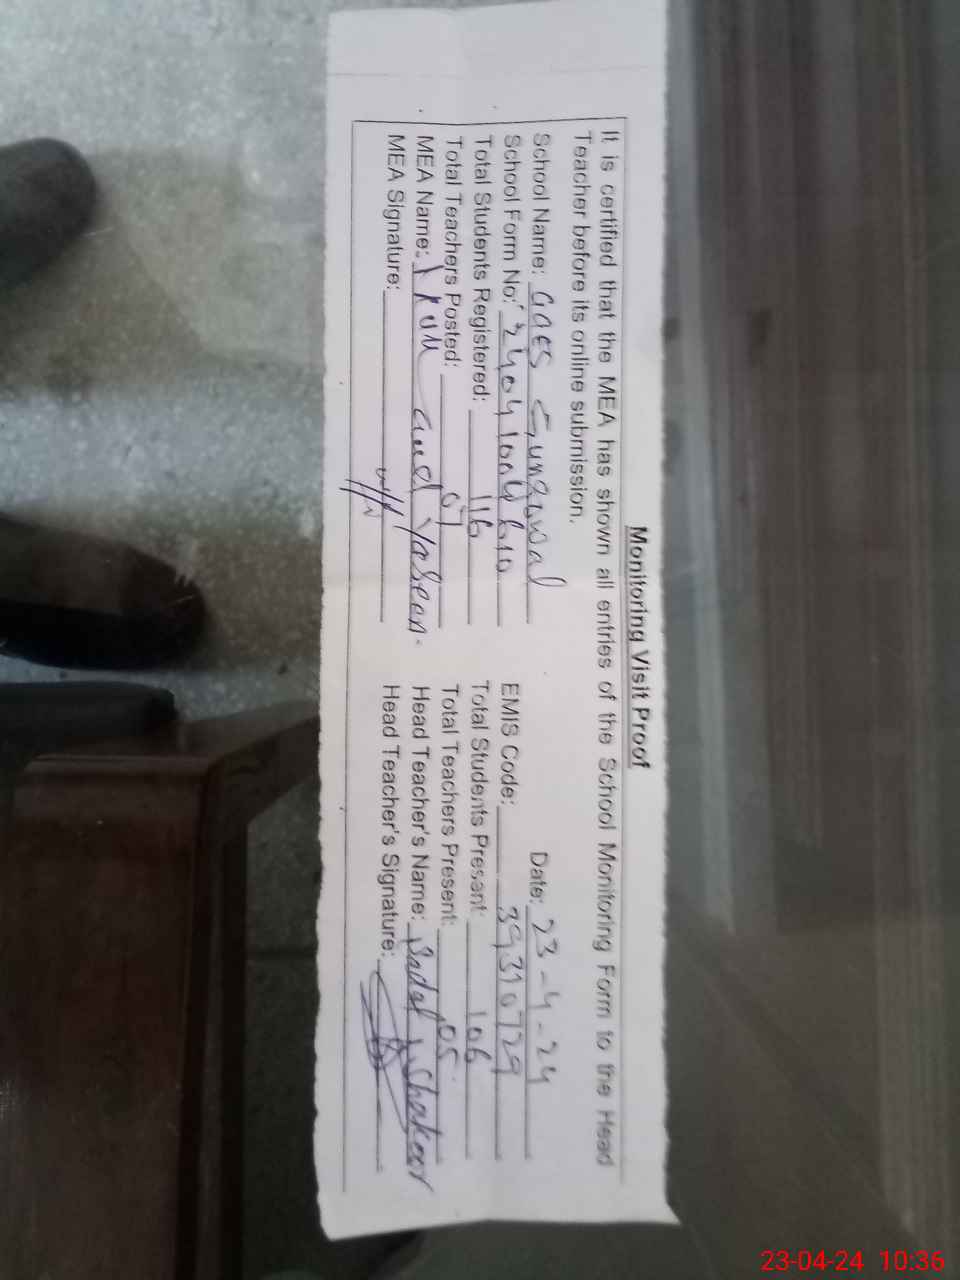 Monitoring Visit Proof
It is certified that the MEA has shown all entries of the School Monitoring Form to the Head
Teacher before its online submission.
Date: 23-4-24
School Name: GGES
School Form No: EMIS Code: 39310729
Total Students Registered: 116 Total Students Present: 106
Total Teachers Posted: 07 Total Teachers Present: 05
MEA Name: Yaseen Head Teacher's Name: Shakoor
MEA Signature: Head Teacher's Signature:
23-04-24 10:36